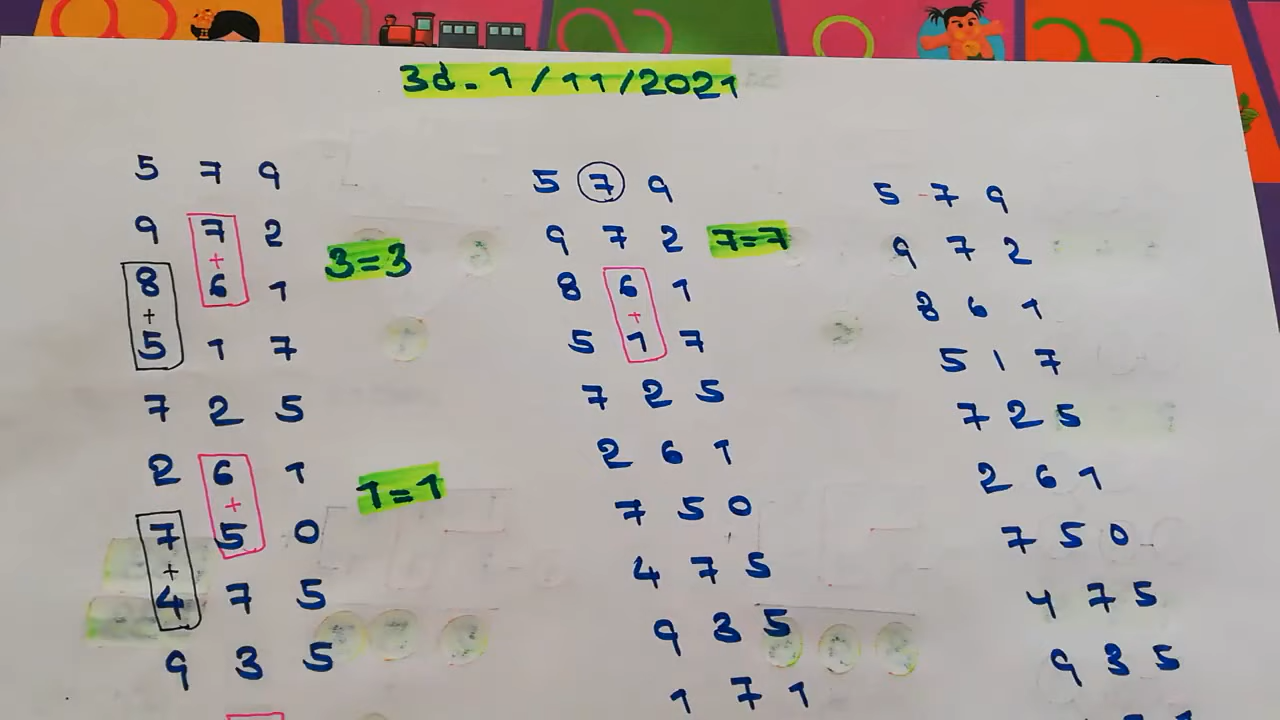 3d. 1/11/2021
5 7 9
9 7 2
+
3=3
8 6 1
+
5 1 7
7 2 5
2 6 1
+
1=1
7 5 0
+
4 7 5
9 3 5
5 7 9
9 7 2
7=7
8 6 1
+
5 1 7
7 2 5
2 6 1
7 5 0
4 7 5
9 3 5
1 7 1
5 7 9
9 7 2
8 6 1
5 1 7
7 2 5
2 6 1
7 5 0
4 7 5
9 3 5